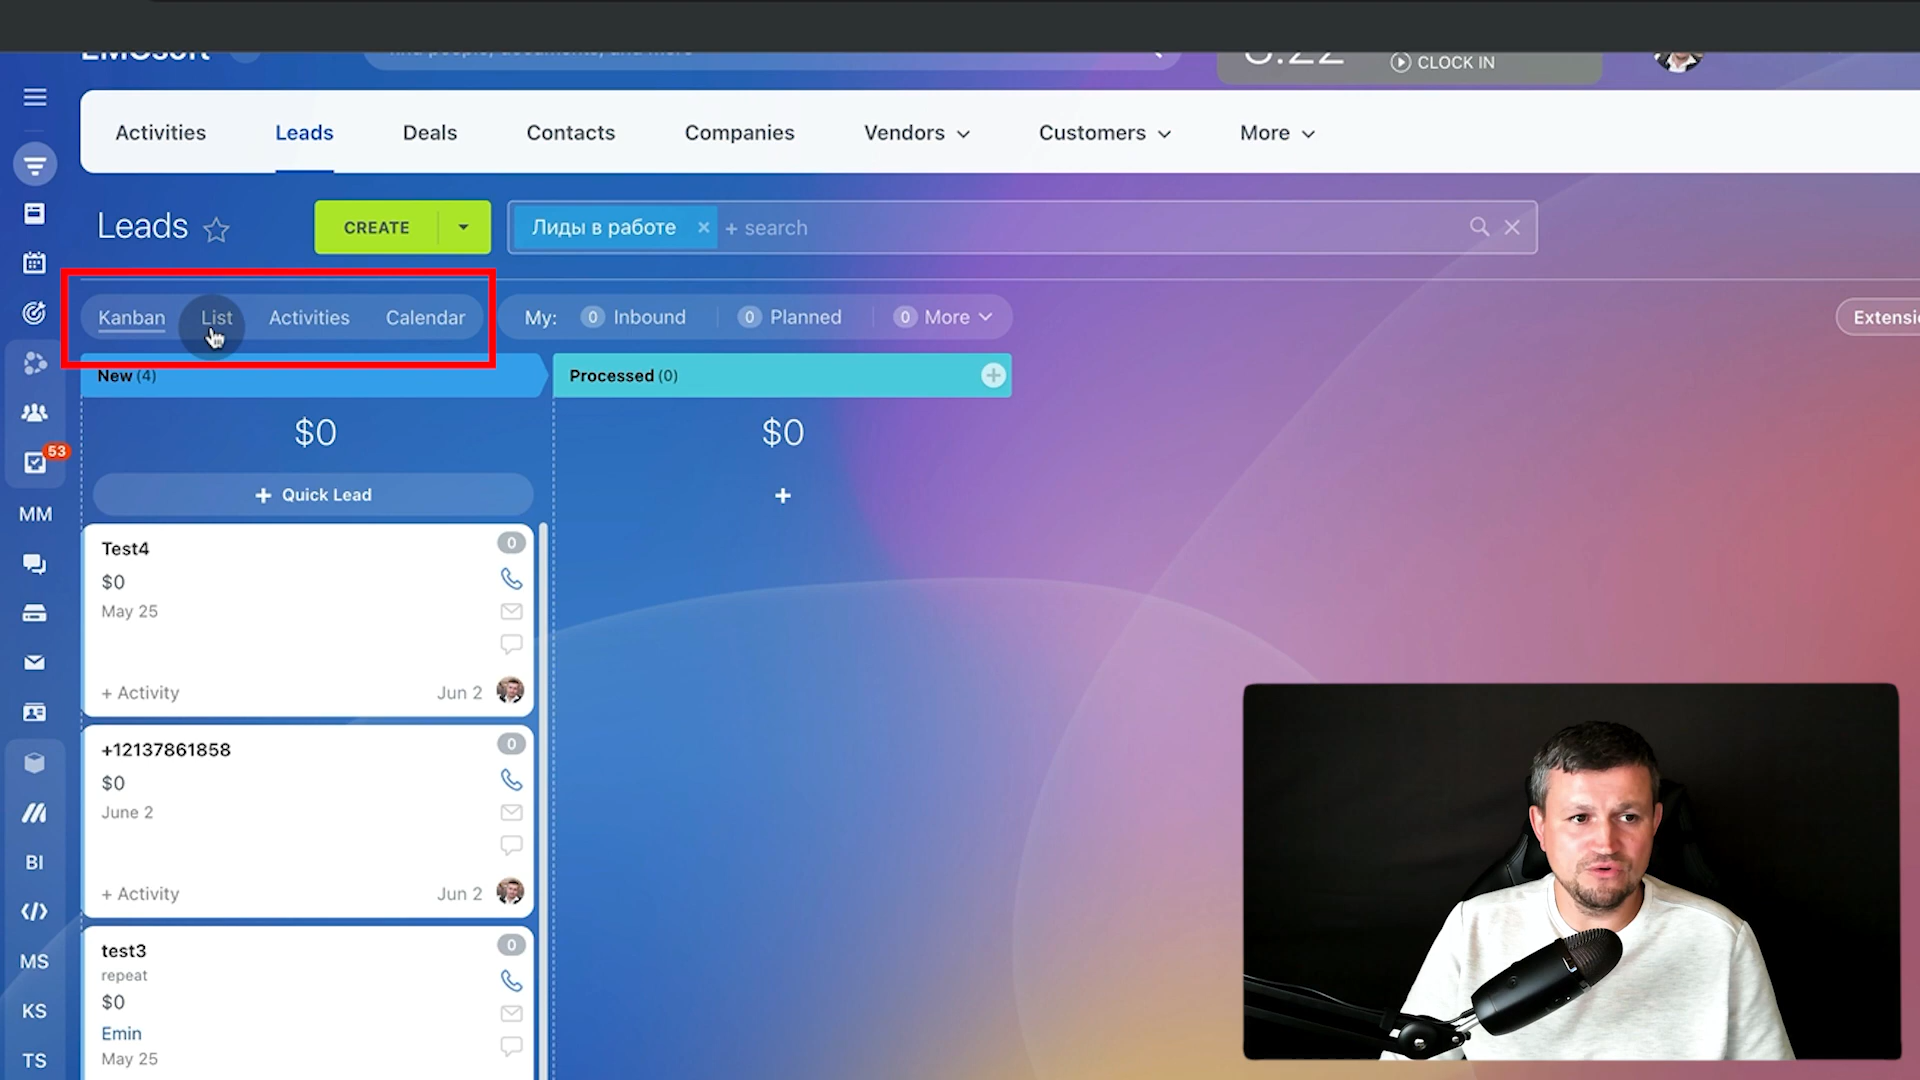 CLOCK IN
Activities
Leads
Deals
Contacts
Companies
Vendors
Customers
More
Leads
CREATE
Лиды в работе ×
+ search
Kanban
List
Activities
Calendar
My:
0 Inbound
0 Planned
0 More
Extensi
New (4)
Processed (0)
$0
$0
+ Quick Lead
+
Test4
0
$0
May 25
+ Activity
Jun 2
+12137861858
0
$0
June 2
+ Activity
Jun 2
test3
0
repeat
$0
Emin
May 25
53
MM
BI
MS
KS
TS